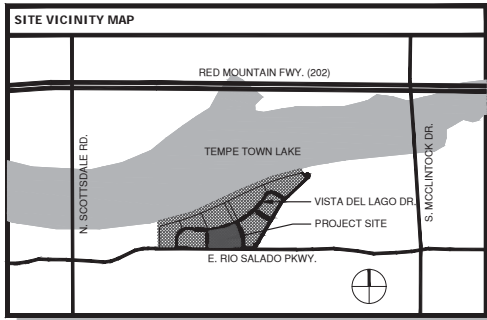 SITE VICINITY MAP
RED MOUNTAIN FWY. (202)
TEMPE TOWN LAKE
N. SCOTTSDALE RD.
S. MCCLINTOCK DR.
VISTA DEL LAGO DR.
PROJECT SITE
E. RIO SALADO PKWY.